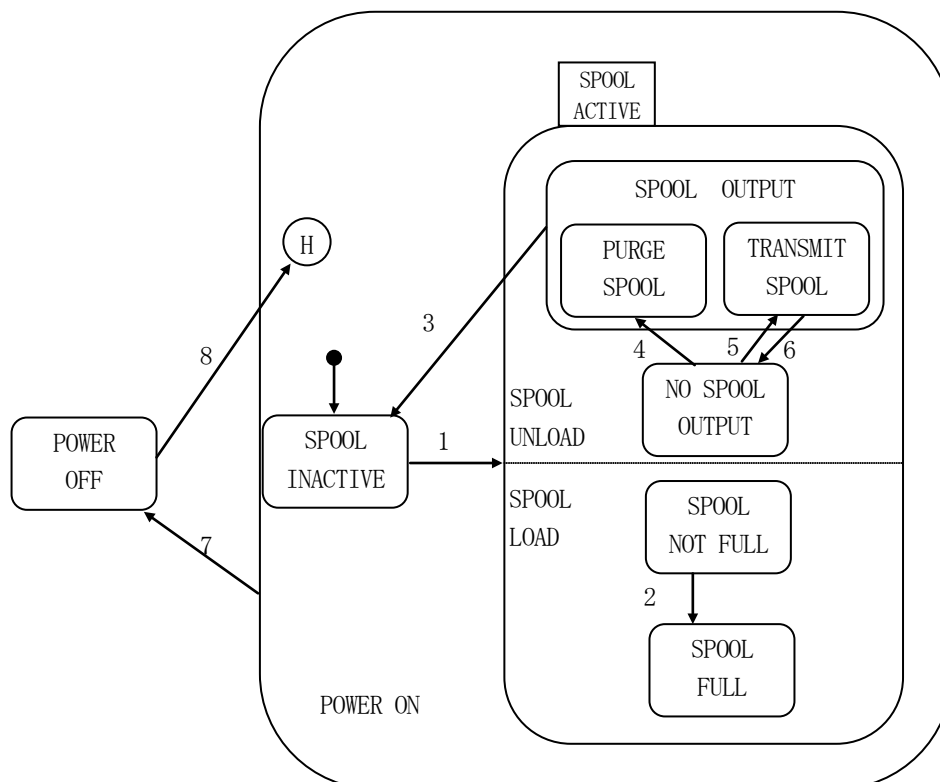 SPOOL
ACTIVE
SPOOL OUTPUT
PURGE
SPOOL
TRANSMIT
SPOOL
H
3
4
5
6
8
NO SPOOL
OUTPUT
SPOOL
UNLOAD
POWER
OFF
SPOOL
INACTIVE
1
SPOOL
LOAD
SPOOL
NOT FULL
7
2
SPOOL
FULL
POWER ON